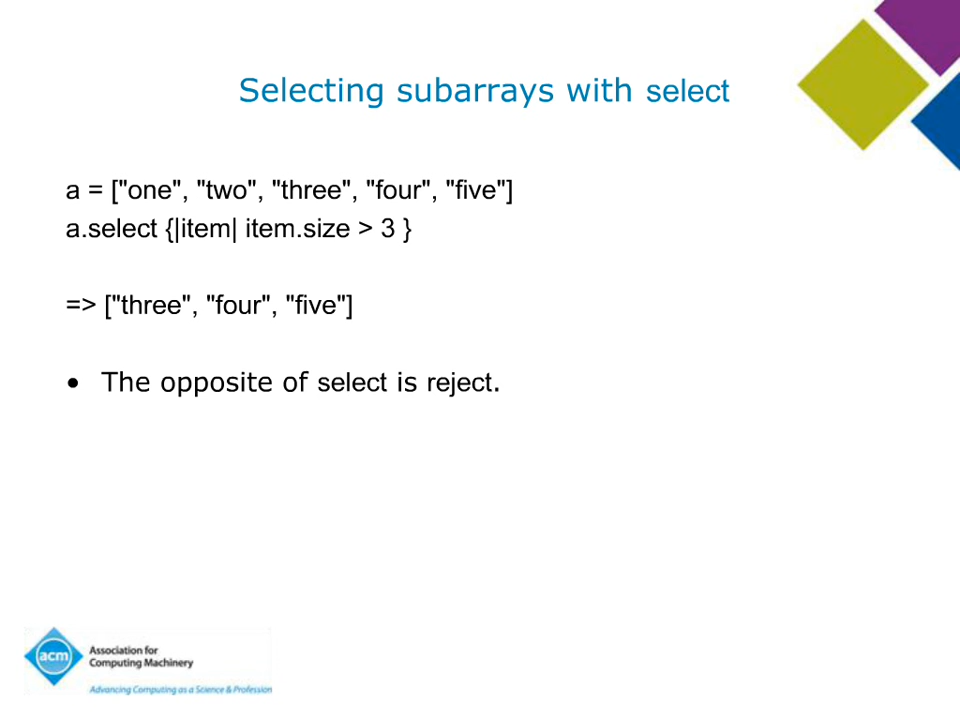 Selecting subarrays with select
a = ["one", "two", "three", "four", "five"]
a.select {|item| item.size > 3 }
=> ["three", "four", "five"]
• The opposite of select is reject.
acm
Association for
Computing Machinery
Advancing Computing as a Science & Profession